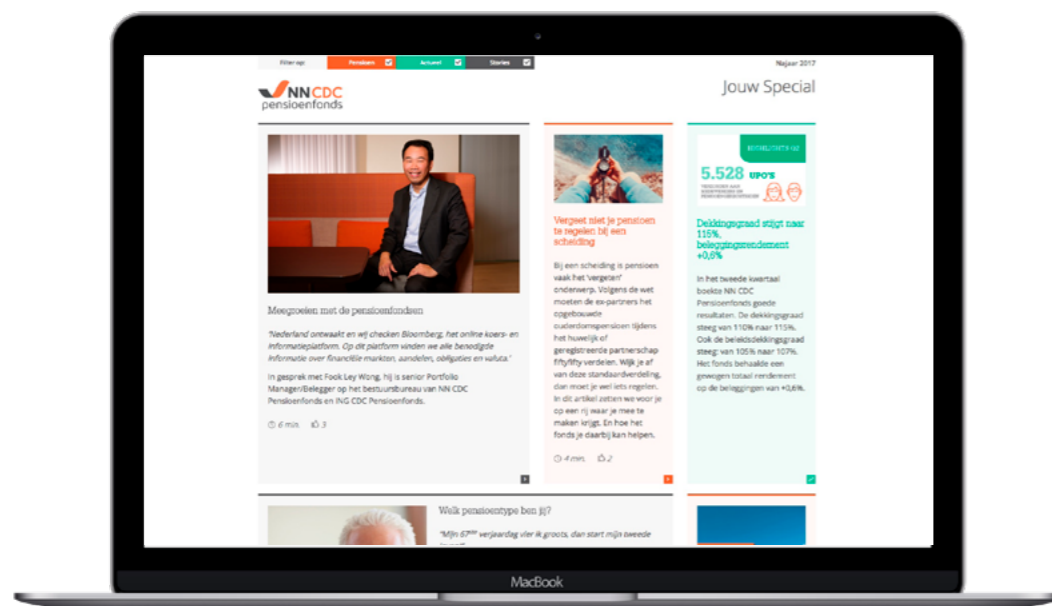 Filter op: Pensioen Actueel Stories
Najaar 2017
NN CDC
pensioenfonds
Jouw Special
Meegroeien met de pensioenfondsen
'Nederland ontwaakt en wij checken Bloomberg, het online koers- en
informatieplatform. Op dit platform vinden we alle benodigde
informatie over financiële markten, aandelen, obligaties en valuta.'
In gesprek met Fook Ley Wong, hij is senior Portfolio
Manager/Belegger op het bestuursbureau van NN CDC
Pensioenfonds en ING CDC Pensioenfonds.
6 min. 3
Vergeet niet je pensioen
te regelen bij een
scheiding
Bij een scheiding is pensioen
vaak het 'vergeten'
onderwerp. Volgens de wet
moeten de ex-partners het
opgebouwde
ouderdomspensioen tijdens
het huwelijk of
geregistreerde partnerschap
fiftyfifty verdelen. Wijk je af
van deze standaardverdeling,
dan moet je wel iets regelen.
In dit artikel zetten we voor je
op een rij waar je mee te
maken krijgt. En hoe het
fonds je daarbij kan helpen.
4 min. 2
HIGHLIGHTS Q2
5.528 UPO'S
Dekkingsgraad stijgt naar
115%,
beleggingsrendement
+0,6%
In het tweede kwartaal
boekte NN CDC
Pensioenfonds goede
resultaten. De dekkingsgraad
steeg van 110% naar 115%.
Ook de beleidsdekkingsgraad
steeg: van 105% naar 107%.
Het fonds behaalde een
gewogen totaal rendement
op de beleggingen van +0,6%.
Welk pensioentype ben jij?
"Mijn 67ste verjaardag vier ik groots, dan start mijn tweede
MacBook